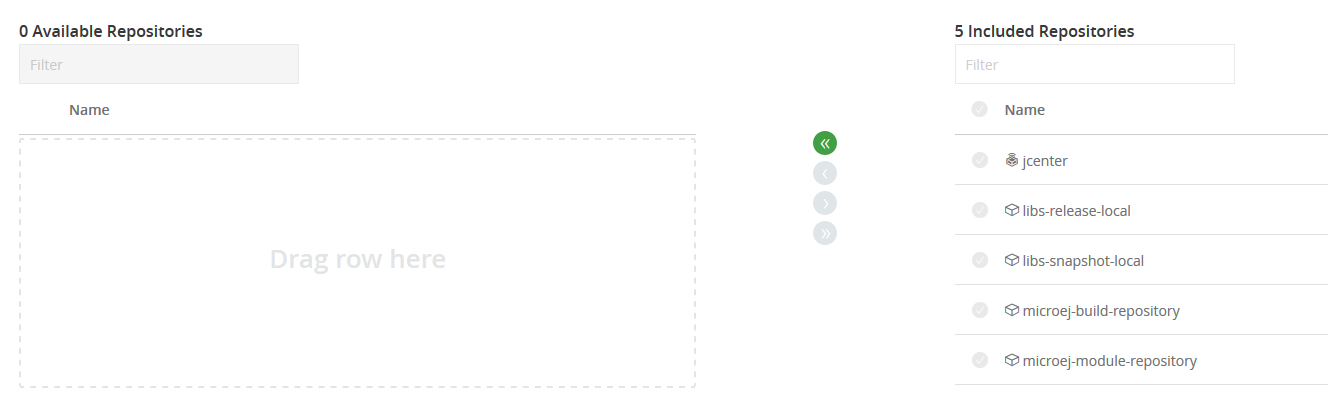 0 Available Repositories
Filter
Name
Drag row here
5 Included Repositories
Filter
Name
jcenter
libs-release-local
libs-snapshot-local
microej-build-repository
microej-module-repository